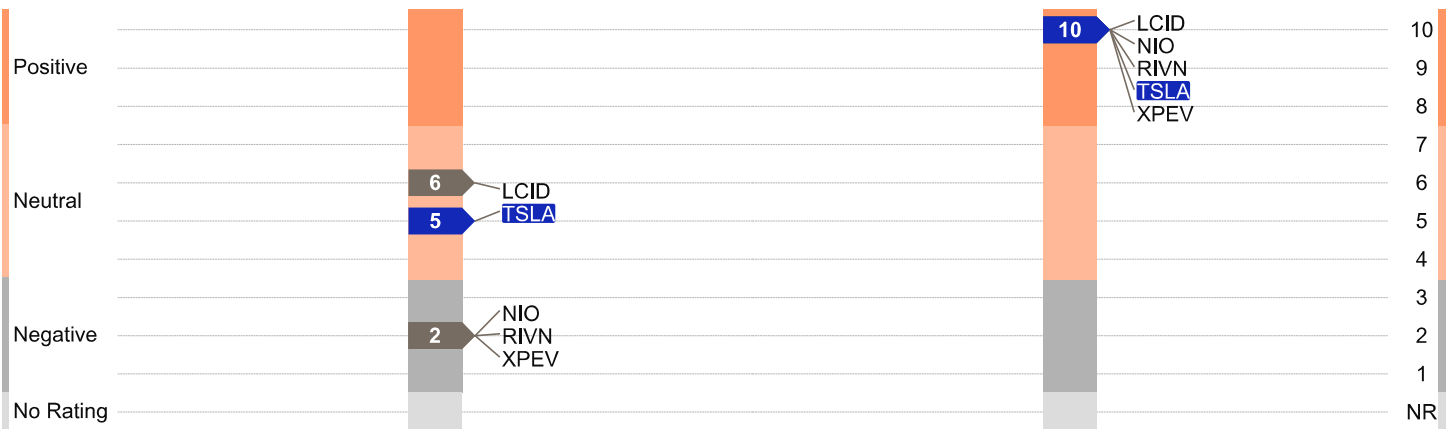 Positive
Neutral
Negative
No Rating
6
LCID
5
TSLA
2
NIO
RIVN
XPEV
10
LCID
NIO
RIVN
TSLA
XPEV
10
9
8
7
6
5
4
3
2
1
NR